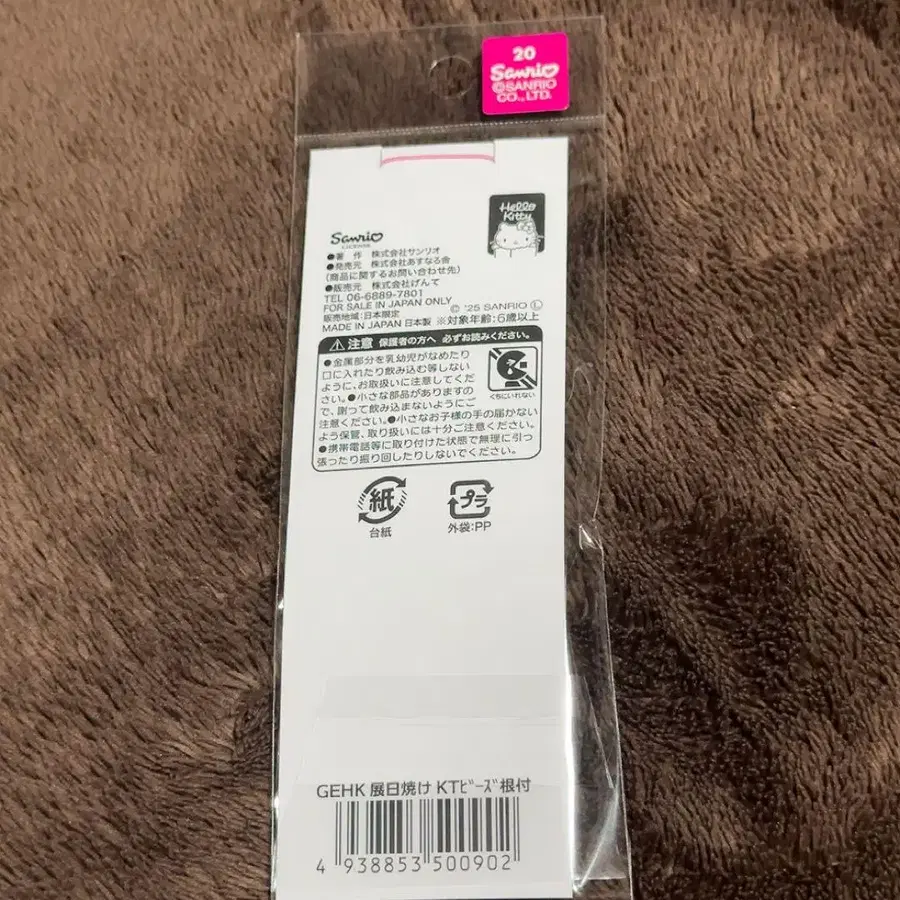 20
Sanrio
©SANRIO
CO., LTD.
Hello
Kitty
Sanrio
LICENSE
●著 作 株式会社サンリオ
●発売元 株式会社あすなる舎
(商品に関するお問い合わせ先)
●販売元 株式会社げんて
TEL 06-6889-7801
FOR SALE IN JAPAN ONLY
販売地域:日本限定
© '25 SANRIO Ⓛ
MADE IN JAPAN 日本製 ※対象年齢:6歳以上
⚠注意 保護者の方へ 必ずお読みください。
●金属部分を乳幼児がなめたり
口に入れたり飲み込む等しない
ように、お取扱いに注意してくだ
さい。●小さな部品がありますの
で、謝って飲み込まないようにご
注意ください。●小さなお子様の手の届かない
よう保管、取り扱いには十分ご注意ください。
●携帯電話等に取り付けた状態で無理に引っ
張ったり振り回したりしないでください。
くちにいれない
紙
台紙
プラ
外袋:PP
GEHK 展日焼け KTビーズ根付
4 938853 500902